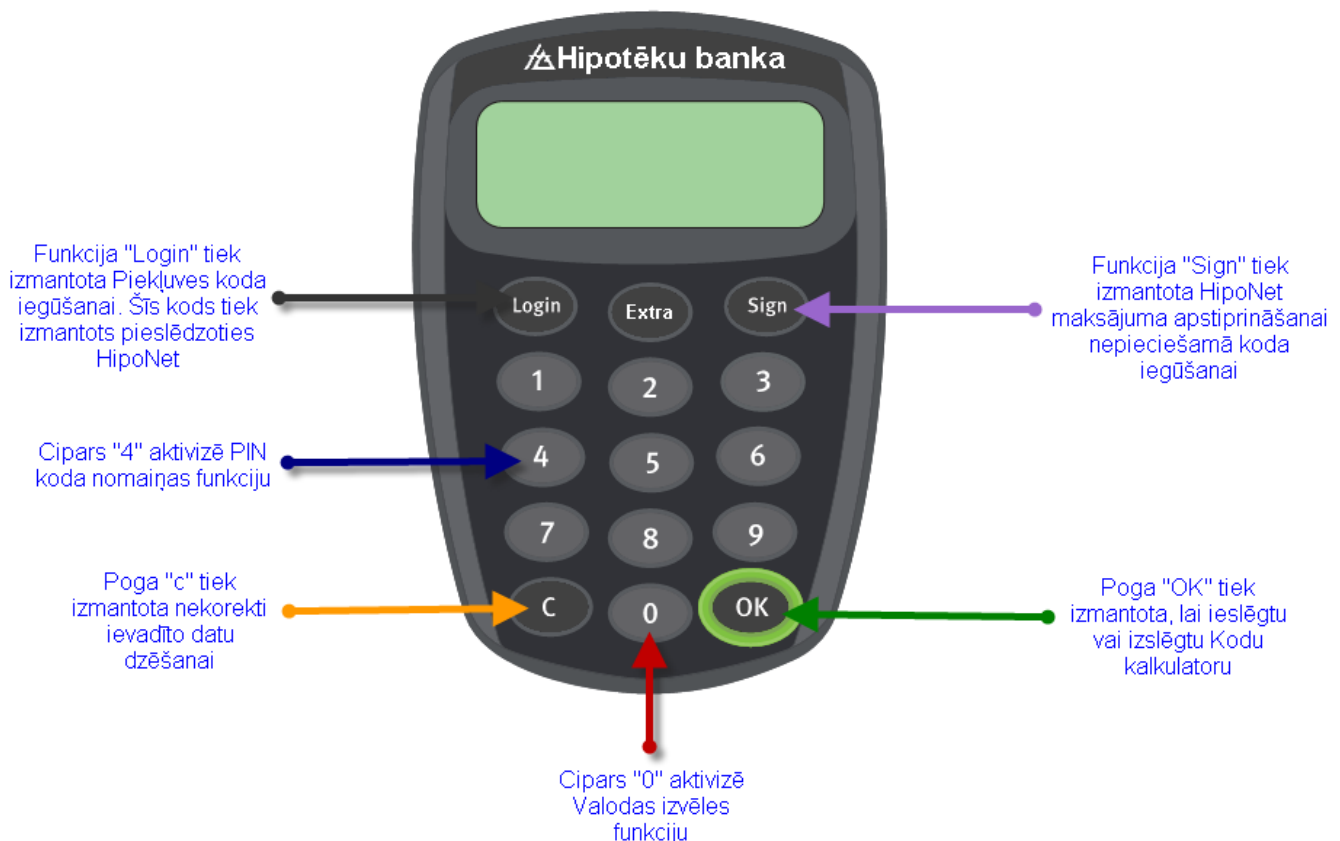 Hipotēku banka
Funkcija "Login" tiek
izmantota Piekļuves koda
iegūšanai. Šīs kods tiek
izmantots pieslēdzoties
HipoNet
Funkcija "Sign" tiek
izmantota HipoNet
maksājuma apstiprināšanai
nepieciešamā koda
iegūšanai
Login
Extra
Sign
1
2
3
Cipars "4" aktivizē PIN
koda nomaiņas funkciju
4
5
6
7
8
9
Poga "c" tiek
izmantota nekorekti
ievadīto datu
dzēšanai
C
0
OK
Poga "OK" tiek
izmantota, lai ieslēgtu
vai izslēgtu Kodu
kalkulatoru
Cipars "0" aktivizē
Valodas izvēles
funkciju